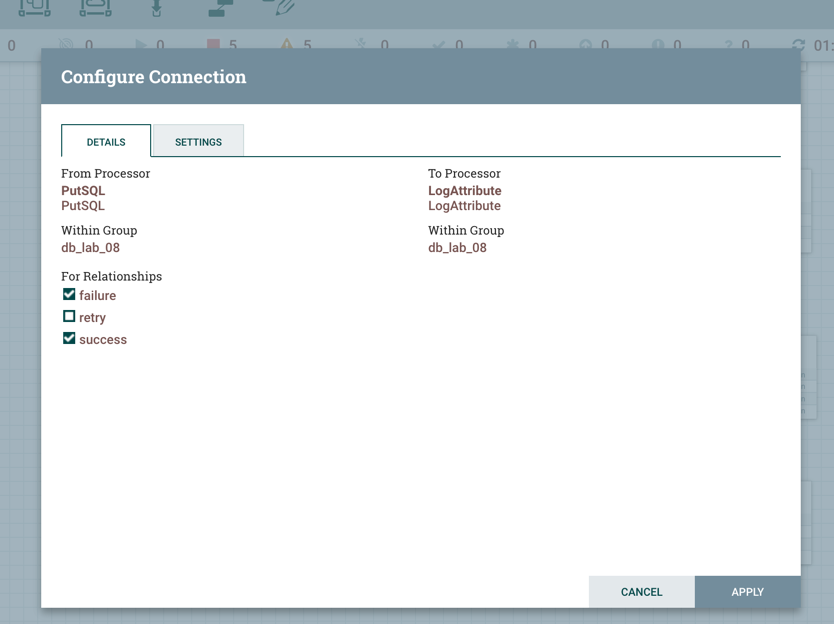 0 0 0 5 5 0 0 0 0 0 ? 0 01:
Configure Connection
DETAILS SETTINGS
From Processor To Processor
PutSQL LogAttribute
PutSQL LogAttribute
Within Group Within Group
db_lab_08 db_lab_08
For Relationships
failure
retry
success
CANCEL APPLY